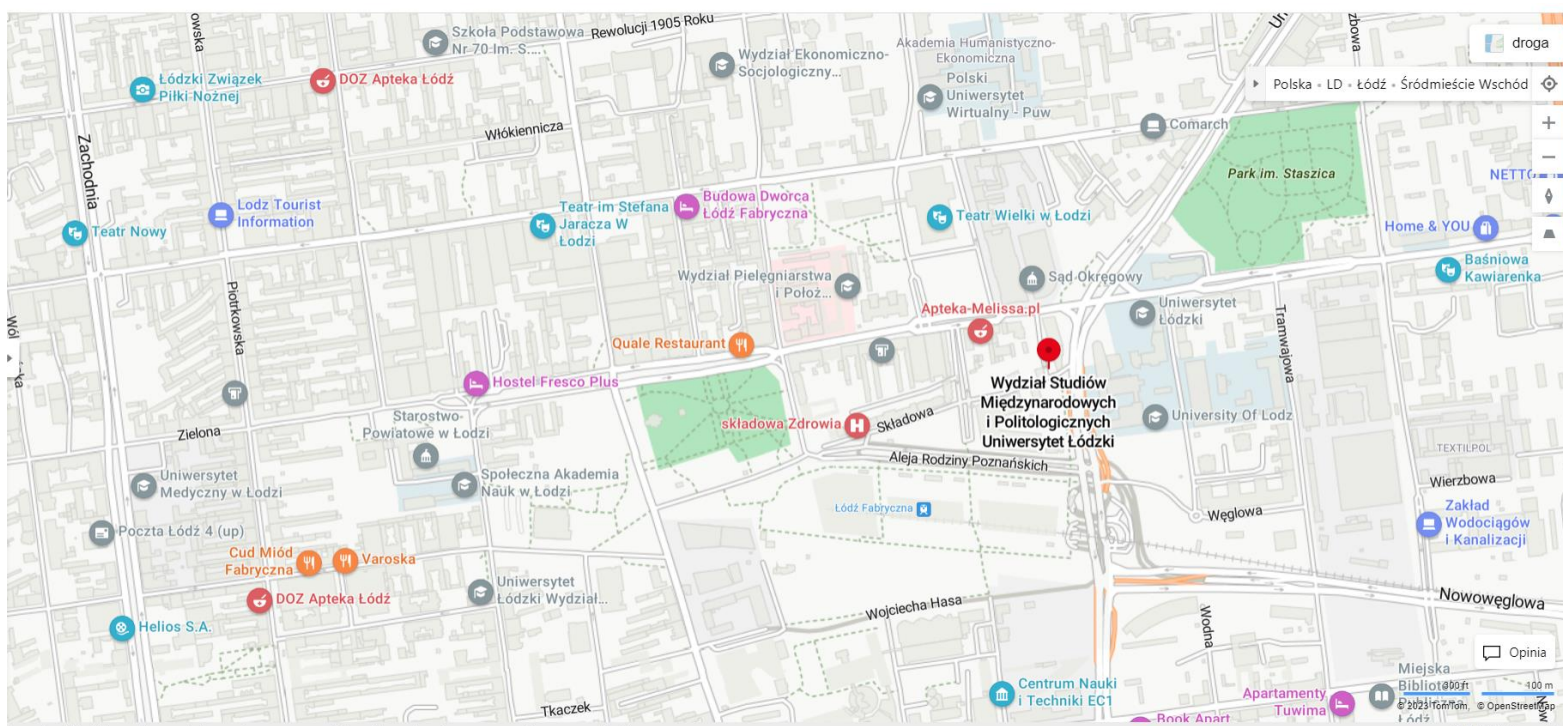 Szkoła Podstawowa
Nr 70 Im. S....
Rewolucji 1905 Roku
owska
Łódzki Związek
Piłki Nożnej
DOZ Apteka Łódź
Wydział Ekonomiczno-
Socjologiczny...
Akademia Humanistyczno-
Ekonomiczna
Polski
Uniwersytet
Wirtualny - Puw
zbowa
droga
Polska • LD • Łódź • Śródmieście Wschód
Włókiennicza
Comarch
Zachodnia
Park im. Staszica
NETTO
Lodz Tourist
Information
Teatr Nowy
Teatr im Stefana
Jaracza W
Łodzi
Budowa Dworca
Łódź Fabryczna
Teatr Wielki w Łodzi
Home & YOU
Baśniowa
Kawiarenka
Wydział Pielęgniarstwa
i Położ...
Sąd Okręgowy
Apteka-Melissa.pl
Uniwersytet
Łódzki
Piotrkowska
Tramwajowa
Quale Restaurant
Hostel Fresco Plus
Wydział Studiów
Międzynarodowych
i Politologicznych
Uniwersytet Łódzki
Starostwo-
Powiatowe w Łodzi
Zielona
składowa Zdrowia
Składowa
University Of Lodz
Aleja Rodziny Poznańskich
TEXTILPOL
Wierzbowa
Uniwersytet
Medyczny w Łodzi
Społeczna Akademia
Nauk w Łodzi
Łódź Fabryczna
Węglowa
Zakład
Wodociągów
i Kanalizacji
Poczta Łódź 4 (up)
Cud Miód
Fabryczna
Varoska
DOZ Apteka Łódź
Uniwersytet
Łódzki Wydział...
Wojciecha Hasa
Nowowęglowa
Wodna
Helios S.A.
Opinia
Centrum Nauki
i Techniki EC1
Apartamenty
Tuwima
Miejska
300 ft
100 m
© 2023 TomTom, © OpenStreetMap
Tkaczek
Book Apart